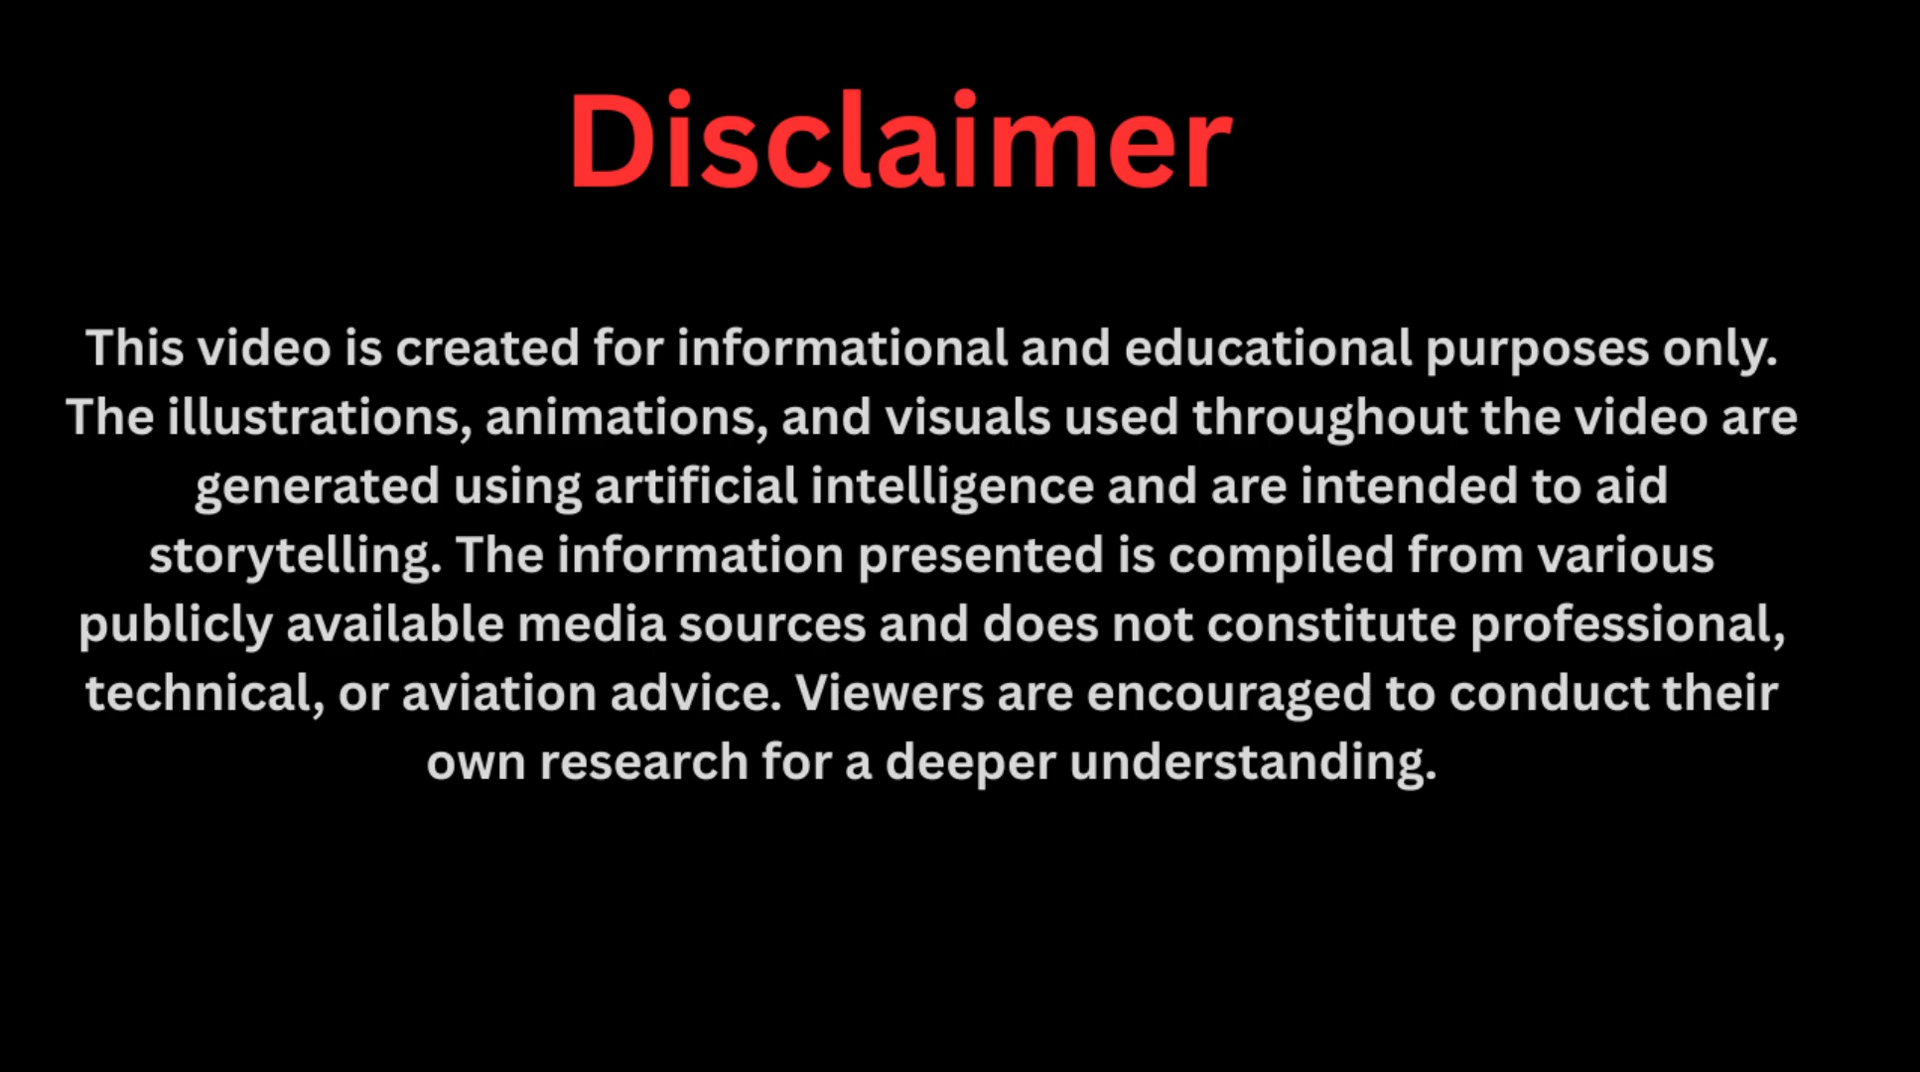 Disclaimer
This video is created for informational and educational purposes only.
The illustrations, animations, and visuals used throughout the video are
generated using artificial intelligence and are intended to aid
storytelling. The information presented is compiled from various
publicly available media sources and does not constitute professional,
technical, or aviation advice. Viewers are encouraged to conduct their
own research for a deeper understanding.